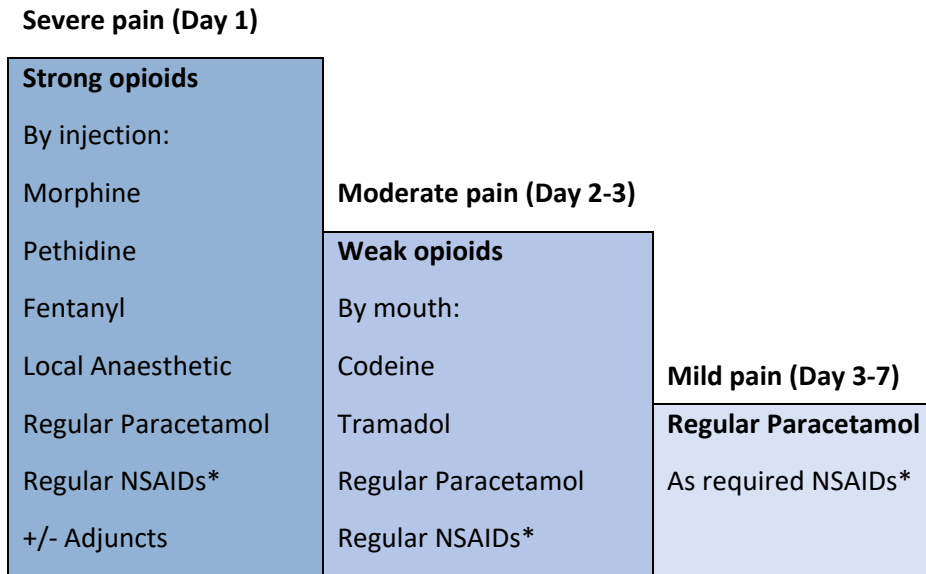 Severe pain (Day 1)
Strong opioids
By injection:
Morphine
Pethidine
Fentanyl
Local Anaesthetic
Regular Paracetamol
Regular NSAIDs*
+/- Adjuncts
Moderate pain (Day 2-3)
Weak opioids
By mouth:
Codeine
Tramadol
Regular Paracetamol
Regular NSAIDs*
Mild pain (Day 3-7)
Regular Paracetamol
As required NSAIDs*